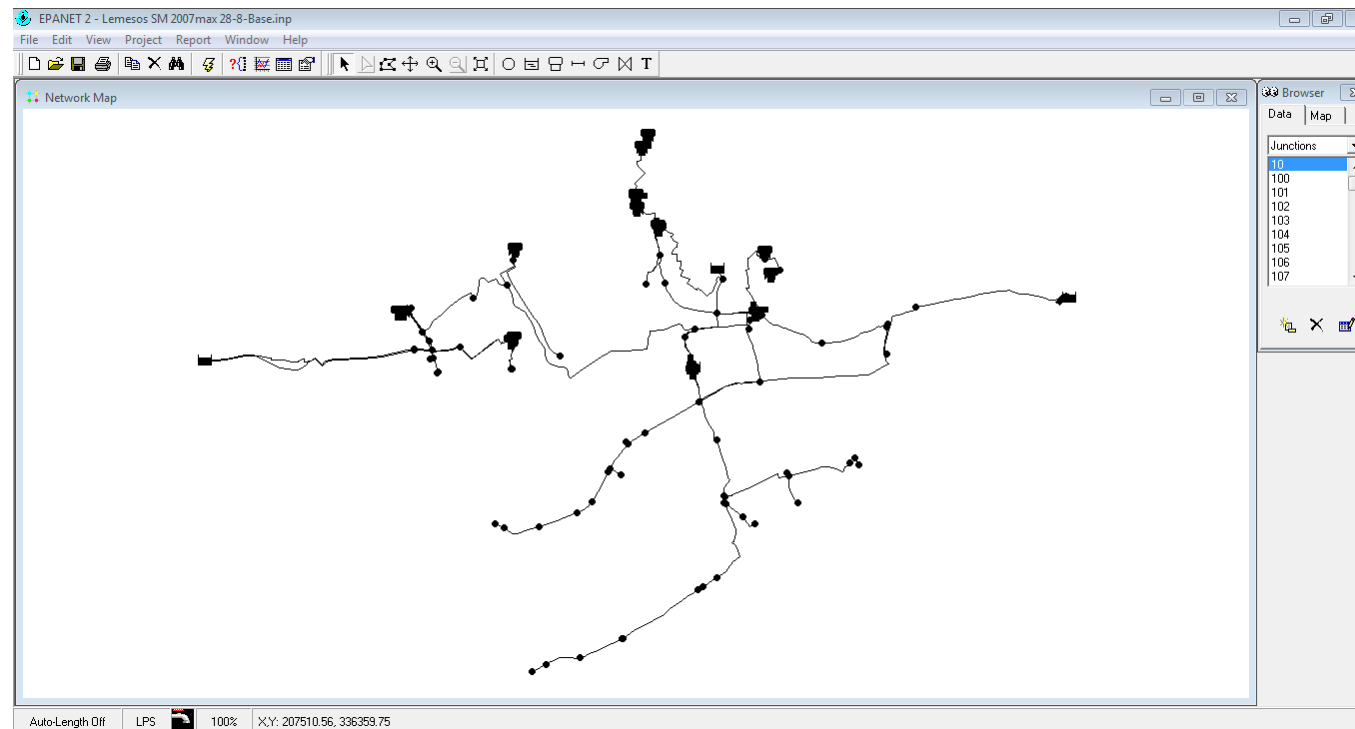 EPANET 2 - Lemesos SM 2007max 28-8-Base.inp
File Edit View Project Report Window Help
T
Network Map
Browser
Data Map
Junctions
10
100
101
102
103
104
105
106
107
Auto-Length Off LPS 100% X,Y: 207510.56, 336359.75